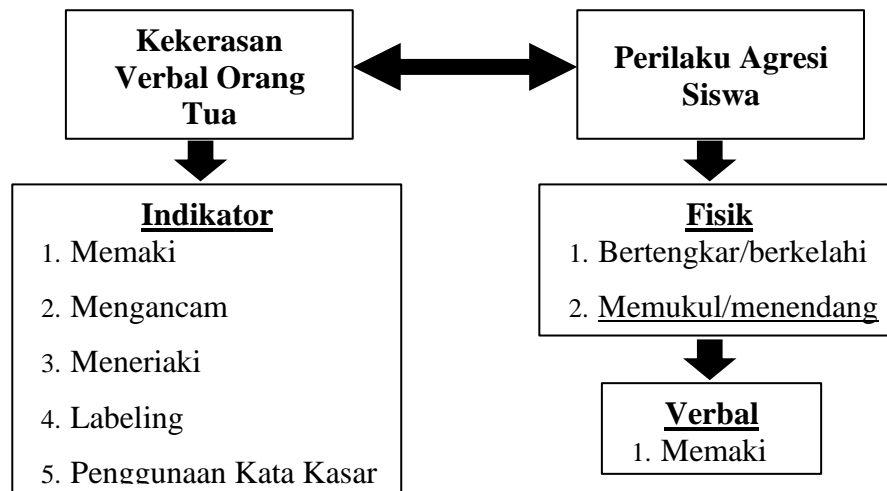 Kekerasan
Verbal Orang
Tua
Perilaku Agresi
Siswa
Indikator
1. Memaki
2. Mengancam
3. Meneriaki
4. Labeling
5. Penggunaan Kata Kasar
Fisik
1. Bertengkar/berkelahi
2. Memukul/menendang
Verbal
1. Memaki